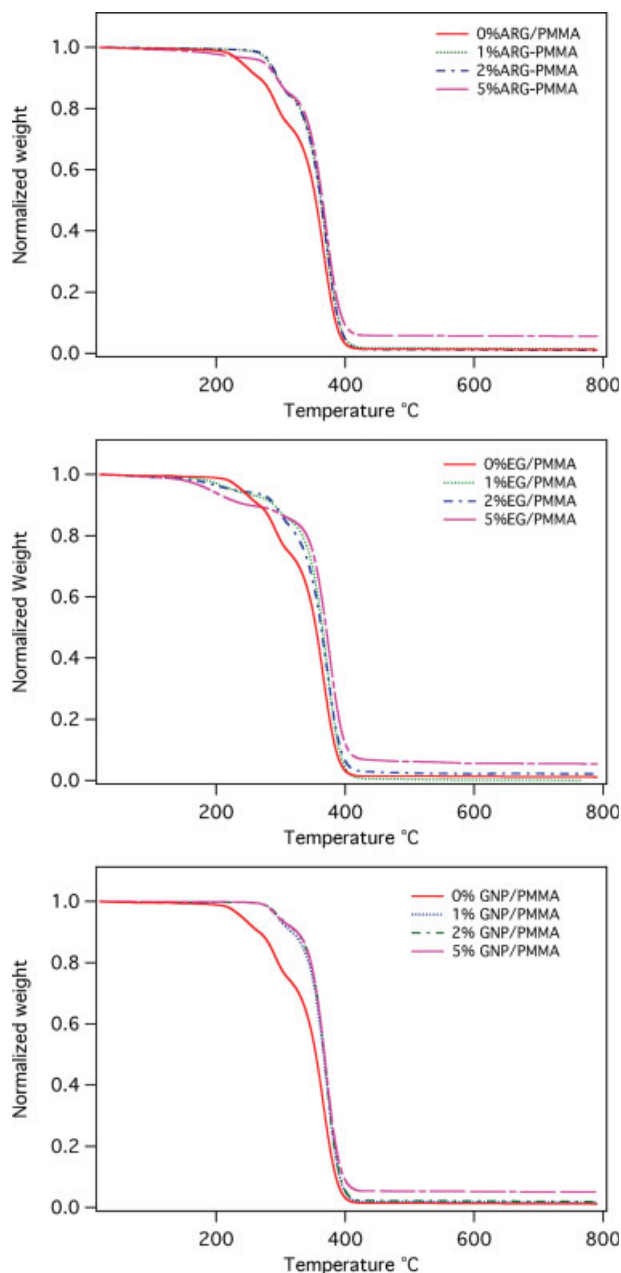 1.0
0.8
0.6
0.4
0.2
0.0
Normalized weight
0%ARG/PMMA
1%ARG-PMMA
2%ARG-PMMA
5%ARG-PMMA
200 400 600 800
Temperature °C
1.0
0.8
0.6
0.4
0.2
0.0
Normalized Weight
0%EG/PMMA
1%EG/PMMA
2%EG/PMMA
5%EG/PMMA
200 400 600 800
Temperature °C
1.0
0.8
0.6
0.4
0.2
0.0
Normalized weight
0% GNP/PMMA
1% GNP/PMMA
2% GNP/PMMA
5% GNP/PMMA
200 400 600 800
Temperature °C